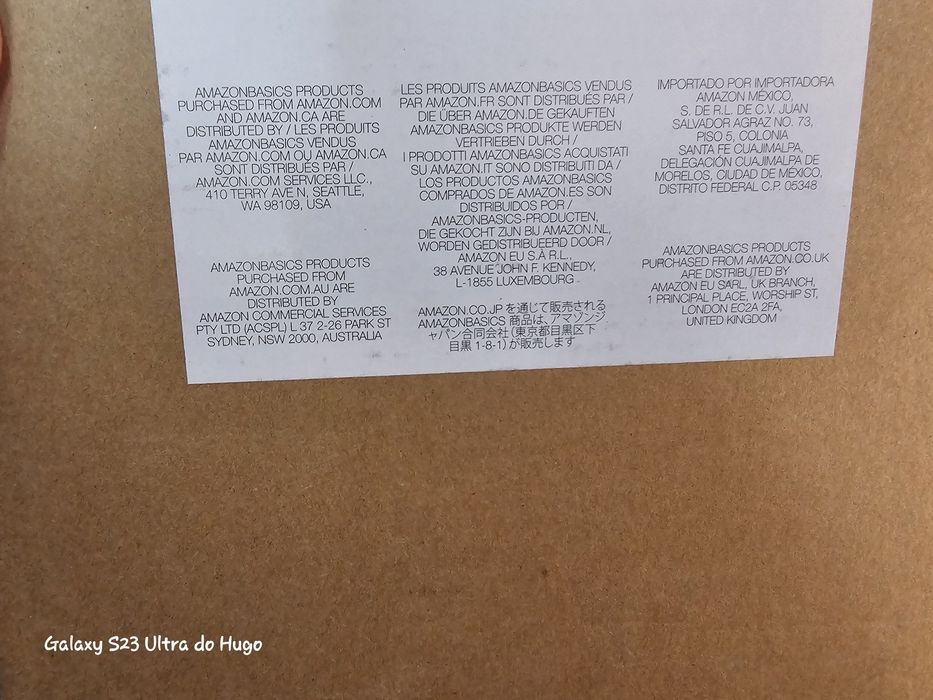 AMAZONBASICS PRODUCTS
PURCHASED FROM AMAZON.COM
AND AMAZON.CA ARE
DISTRIBUTED BY / LES PRODUITS
AMAZONBASICS VENDUS
PAR AMAZON.COM OU AMAZON.CA
SONT DISTRIBUÉS PAR /
AMAZON.COM SERVICES LLC.,
410 TERRY AVE N, SEATTLE,
WA 98109, USA
AMAZONBASICS PRODUCTS
PURCHASED FROM
AMAZON.COM.AU ARE
DISTRIBUTED BY
AMAZON COMMERCIAL SERVICES
PTY LTD (ACSPL) L 37 2-26 PARK ST
SYDNEY, NSW 2000, AUSTRALIA
LES PRODUITS AMAZONBASICS VENDUS
PAR AMAZON.FR SONT DISTRIBUÉS PAR /
DIE ÜBER AMAZON.DE GEKAUFTEN
AMAZONBASICS PRODUKTE WERDEN
VERTRIEBEN DURCH /
I PRODOTTI AMAZONBASICS ACQUISTATI
SU AMAZON.IT SONO DISTRIBUITI DA /
LOS PRODUCTOS AMAZONBASICS
COMPRADOS DE AMAZON.ES SON
DISTRIBUIDOS POR /
AMAZONBASICS-PRODUCTEN,
DIE GEKOCHT ZIJN BIJ AMAZON.NL,
WORDEN GEDISTRIBUEERD DOOR /
AMAZON EU S.À R.L.,
38 AVENUE JOHN F. KENNEDY,
L-1855 LUXEMBOURG
AMAZON.CO.JP を通じて販売される
AMAZONBASICS 商品は、アマゾンジ
ャパン合同会社 (東京都目黒区下
目黒 1-8-1) が販売します
IMPORTADO POR IMPORTADORA
AMAZON MÉXICO,
S. DE R.L. DE C.V. JUAN
SALVADOR AGRAZ NO. 73,
PISO 5, COLONIA
SANTA FE CUAJIMALPA,
DELEGACIÓN CUAJIMALPA DE
MORELOS, CIUDAD DE MÉXICO,
DISTRITO FEDERAL C.P. 05348
AMAZONBASICS PRODUCTS
PURCHASED FROM AMAZON.CO.UK
ARE DISTRIBUTED BY
AMAZON EU SARL, UK BRANCH,
1 PRINCIPAL PLACE, WORSHIP ST,
LONDON EC2A 2FA,
UNITED KINGDOM
Galaxy S23 Ultra do Hugo